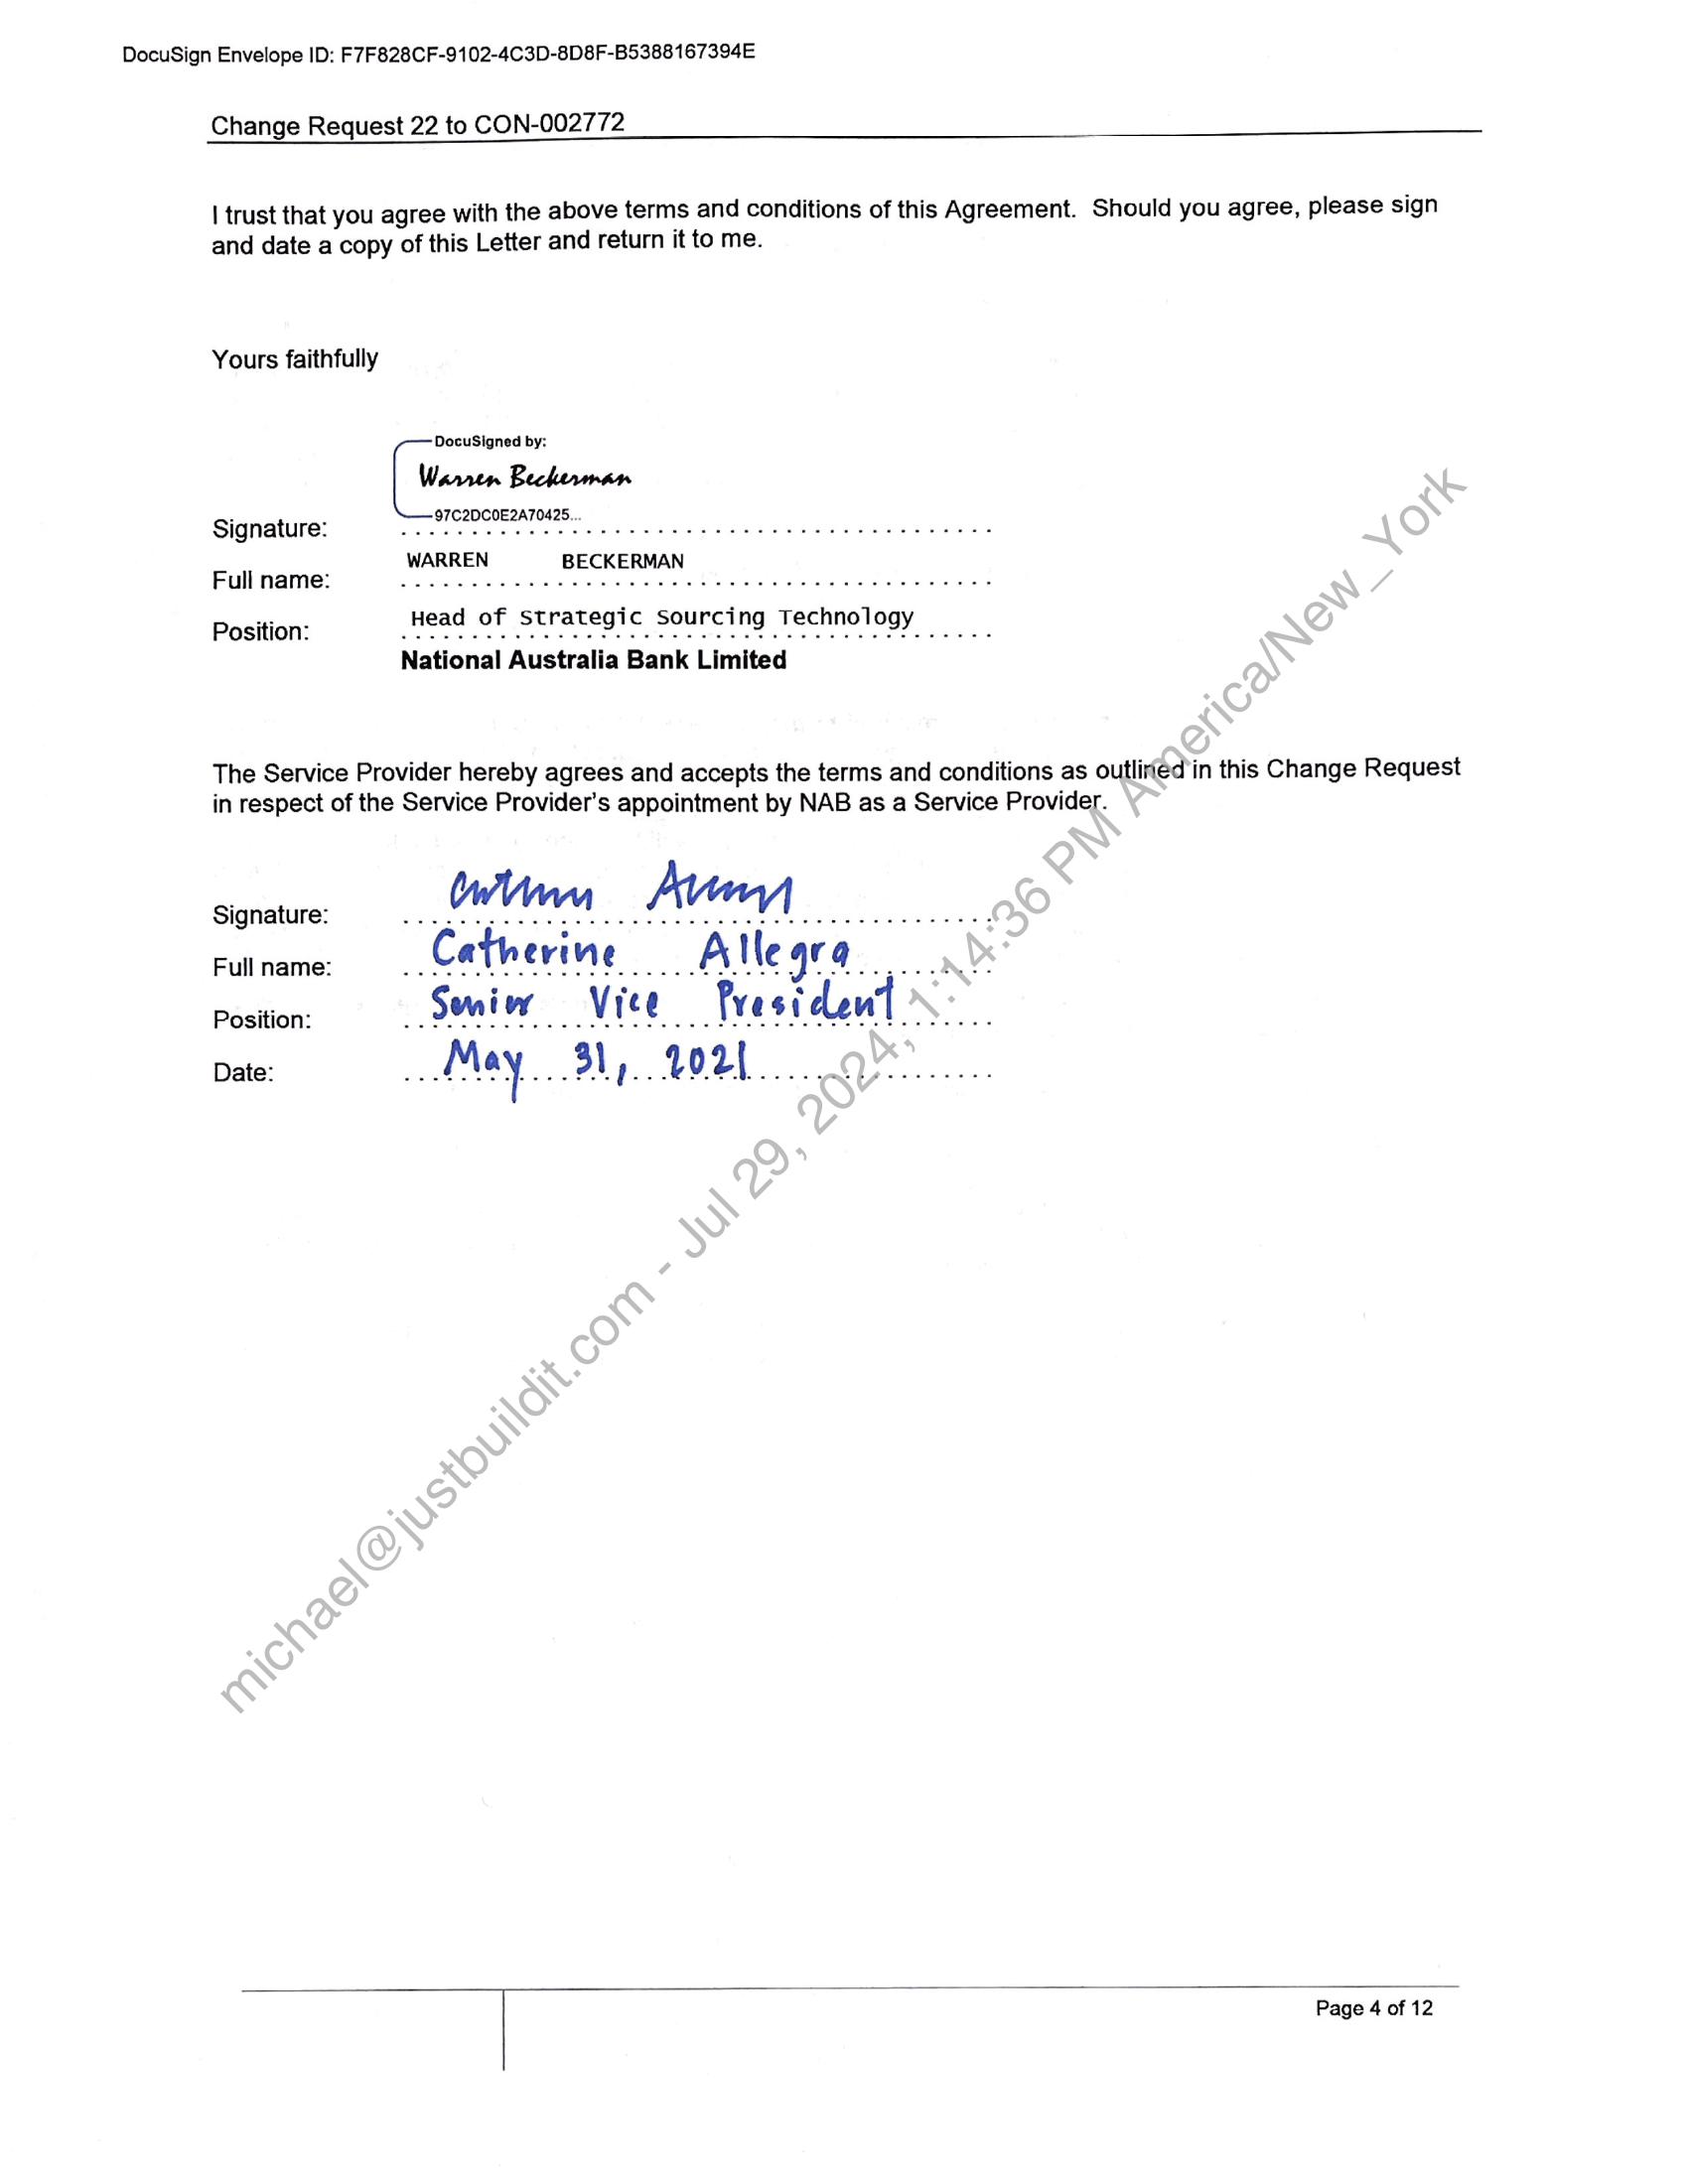 DocuSign Envelope ID: F7F828CF-9102-4C3D-8D8F-B5388167394E
Change Request 22 to CON-002772
I trust that you agree with the above terms and conditions of this Agreement. Should you agree, please sign
and date a copy of this Letter and return it to me.
Yours faithfully
DocuSigned by:
Warren Beckerman
97C2DC0E2A70425...
Signature:
Full name: WARREN BECKERMAN
Position: Head of Strategic Sourcing Technology
National Australia Bank Limited
The Service Provider hereby agrees and accepts the terms and conditions as outlined in this Change Request
in respect of the Service Provider's appointment by NAB as a Service Provider.
Signature:
Full name: Catherine Allegra
Position: Senior Vice President
Date: May 31, 2021
michael@justbuildit.com - Jul 29, 2024, 1:14:36 PM America/New_York
Page 4 of 12